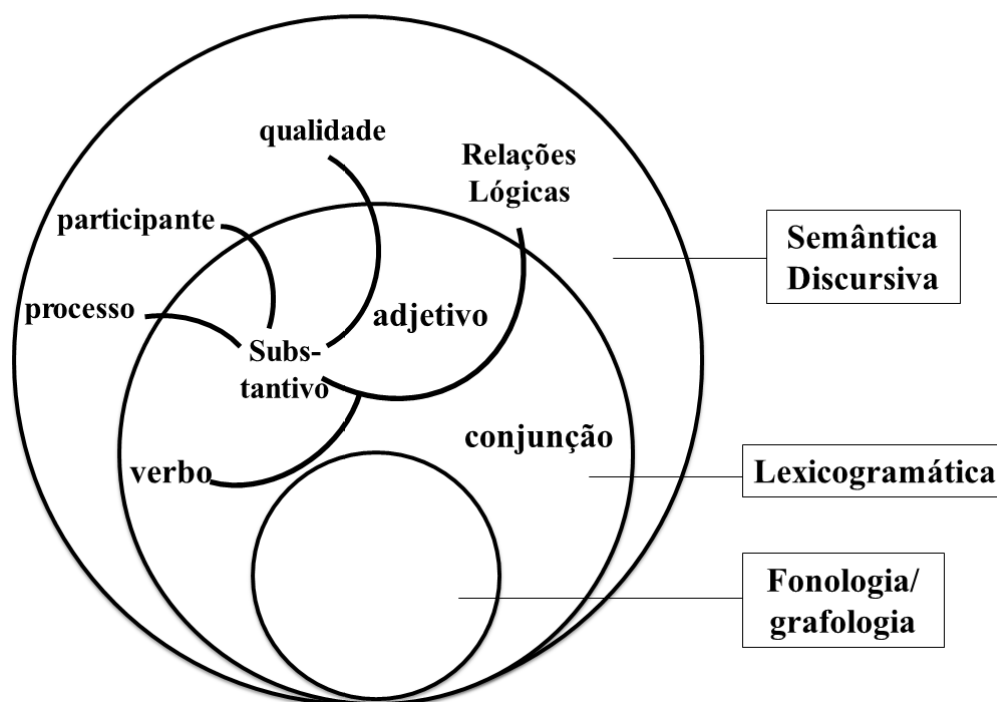 qualidade
Relações
Lógicas
participante
Semântica
Discursiva
processo
adjetivo
Subs-
tantivo
conjunção
verbo
Lexicogramática
Fonologia/
grafologia